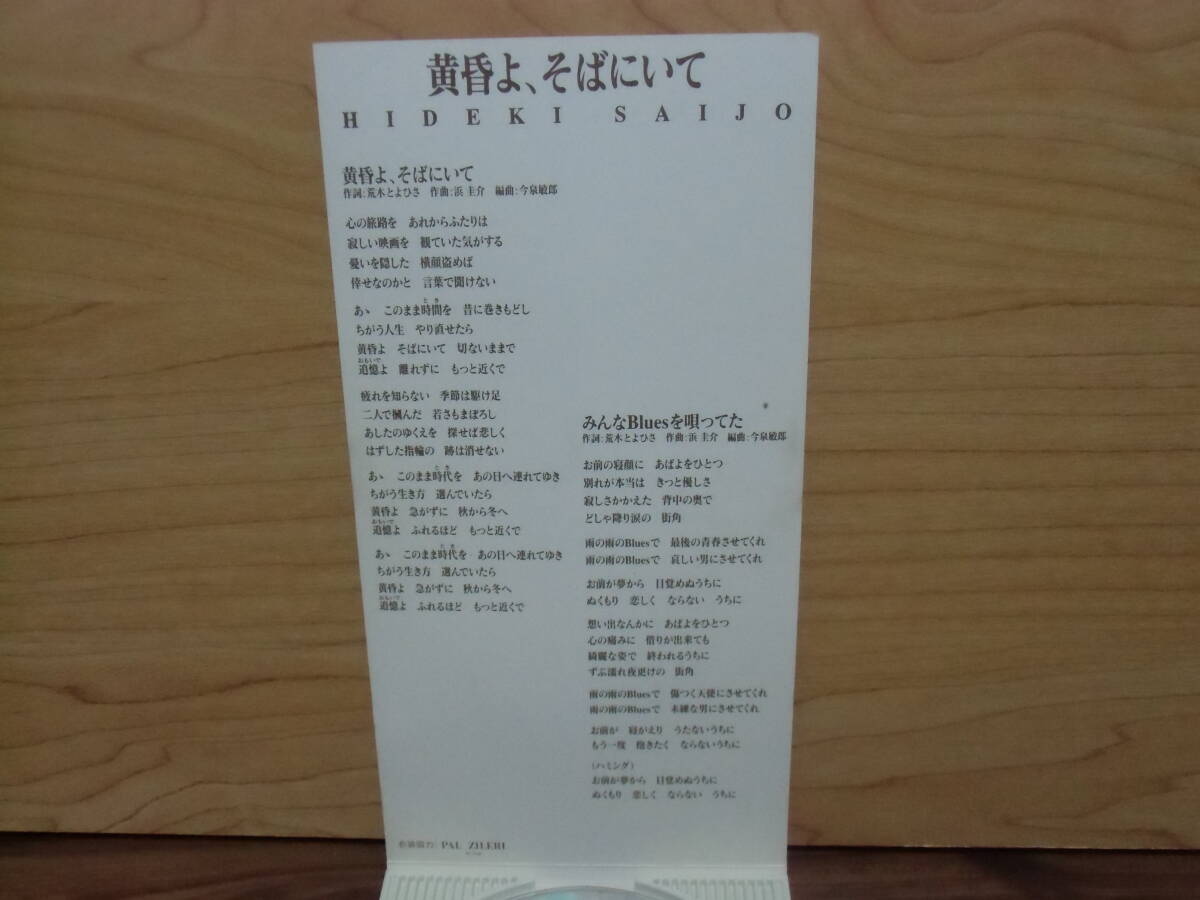 黄昏よ、そばにいて
HIDEKI SAIJO
黄昏よ、そばにいて
作詞:荒木とよひさ 作曲:浜 圭介 編曲:今泉敏郎
心の旅路を あれからふたりは
寂しい映画を 観ていた気がする
憂いを隠した 横顔盗めば
倖せなのかと 言葉で聞けない
とき
あゝ このまま時間を 昔に巻きもどし
ちがう人生 やり直せたら
黄昏よ そばにいて 切ないままで
おもいで
追憶よ 離れずに もっと近くで
疲れを知らない 季節は駆け足
二人で摑んだ 若さもまぼろし
あしたのゆくえを 探せば悲しく
はずした指輪の 跡は消せない
とき
あゝ このまま時代を あの日へ連れてゆき
ちがう生き方 選んでいたら
黄昏よ 急がずに 秋から冬へ
おもいで
追憶よ ふれるほど もっと近くで
とき
あゝ このまま時代を あの日へ連れてゆき
ちがう生き方 選んでいたら
黄昏よ 急がずに 秋から冬へ
おもいで
追憶よ ふれるほど もっと近くで
みんなBluesを唄ってた
作詞:荒木とよひさ 作曲:浜 圭介 編曲:今泉敏郎
お前の寝顔に あばよをひとつ
別れが本当は きっと優しさ
寂しさかかえた 背中の奥で
どしゃ降り涙の 街角
雨の雨のBluesで 最後の青春させてくれ
雨の雨のBluesで 哀しい男にさせてくれ
お前が夢から 目覚めぬうちに
ぬくもり 恋しく ならない うちに
想い出なんかに あばよをひとつ
心の痛みに 借りが出来ても
綺麗な姿で 終われるうちに
ずぶ濡れ夜更けの 街角
雨の雨のBluesで 傷つく天使にさせてくれ
雨の雨のBluesで 未練な男にさせてくれ
お前が 寝がえり うたないうちに
もう一度 抱きたく ならないうちに
(ハミング)
お前が夢から 目覚めぬうちに
ぬくもり 恋しく ならない うちに
衣装協力: PAL ZILERI